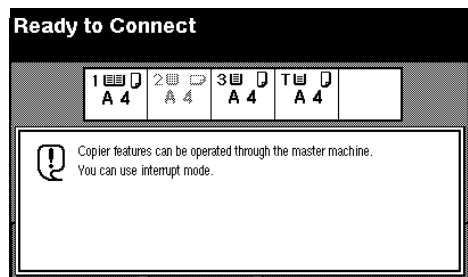 Ready to Connect
1 2 3 T
A 4 A 4 A 4 A 4
Copier features can be operated through the master machine.
You can use interrupt mode.